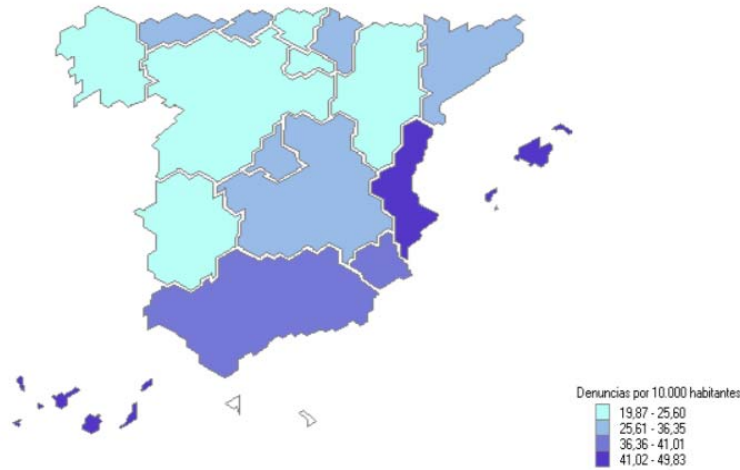 Denuncias por 10.000 habitantes
19,87 - 25,60
25,61 - 36,35
36,36 - 41,01
41,02 - 49,83